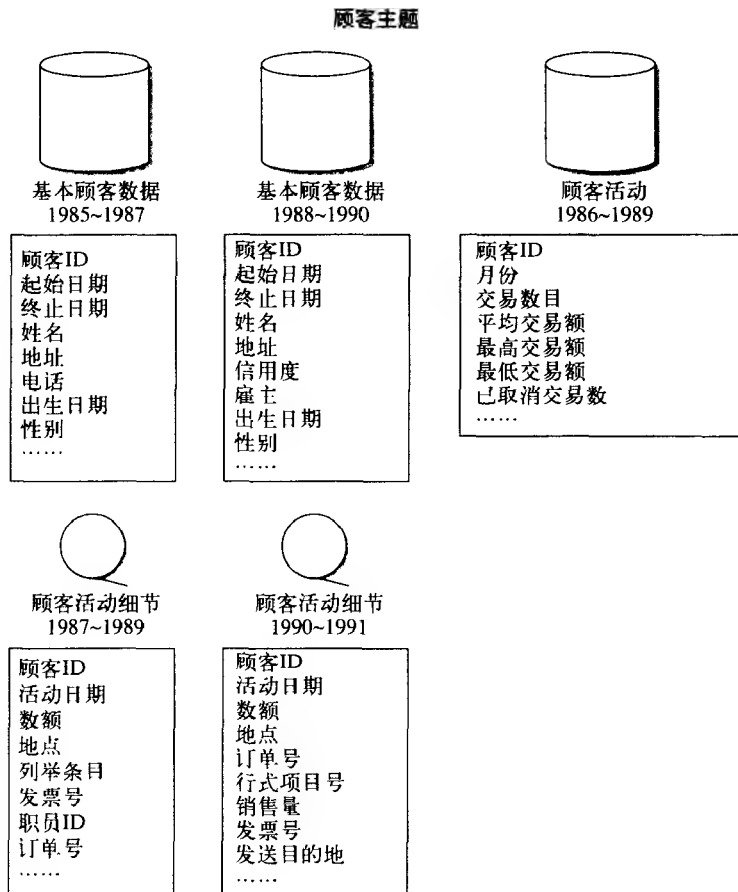 顾客主题
基本顾客数据
1985~1987
顾客ID
起始日期
终止日期
姓名
地址
电话
出生日期
性别
……
基本顾客数据
1988~1990
顾客ID
起始日期
终止日期
姓名
地址
信用度
雇主
出生日期
性别
……
顾客活动
1986~1989
顾客ID
月份
交易数目
平均交易额
最高交易额
最低交易额
已取消交易数
……
顾客活动细节
1987~1989
顾客ID
活动日期
数额
地点
列举条目
发票号
职员ID
订单号
……
顾客活动细节
1990~1991
顾客ID
活动日期
数额
地点
订单号
行式项目号
销售量
发票号
发送目的地
……